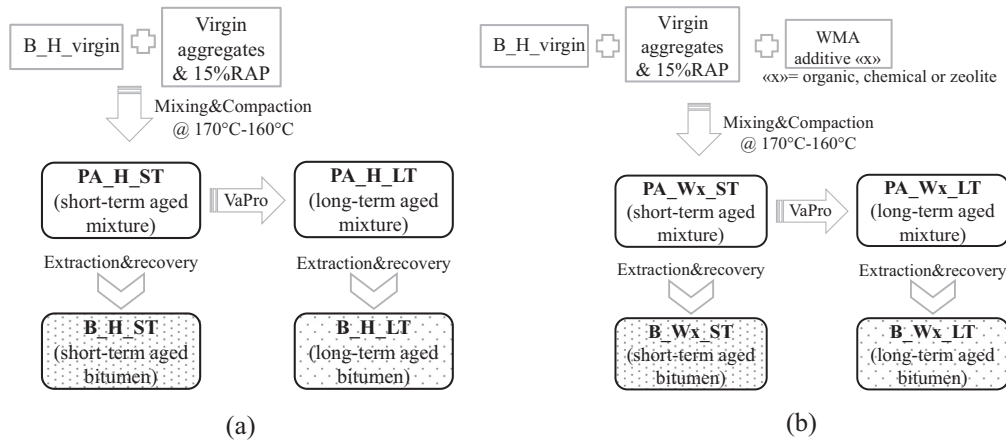 B_H_virgin
Virgin
aggregates
& 15%RAP
Mixing&Compaction
@ 170°C-160°C
PA_H_ST
(short-term aged
mixture)
VaPro
PA_H_LT
(long-term aged
mixture)
Extraction&recovery
Extraction&recovery
B_H_ST
(short-term aged
bitumen)
B_H_LT
(long-term aged
bitumen)
(a)
B_H_virgin
Virgin
aggregates
& 15%RAP
WMA
additive «x»
«x»= organic, chemical or zeolite
Mixing&Compaction
@ 170°C-160°C
PA_Wx_ST
(short-term aged
mixture)
VaPro
PA_Wx_LT
(long-term aged
mixture)
Extraction&recovery
Extraction&recovery
B_Wx_ST
(short-term aged
bitumen)
B_Wx_LT
(long-term aged
bitumen)
(b)